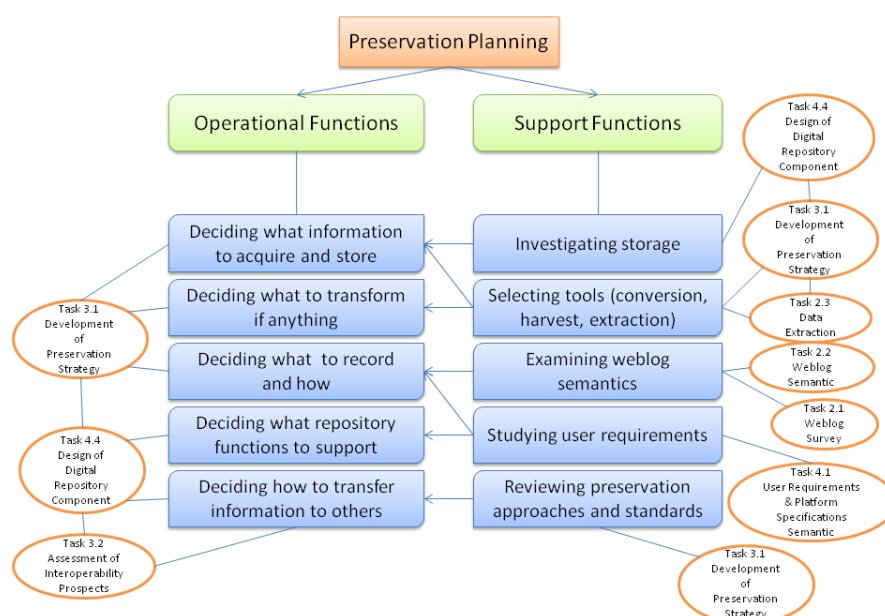 Preservation Planning
Operational Functions
Support Functions
Task 4.4
Design of
Digital
Repository
Component
Deciding what information
to acquire and store
Investigating storage
Task 3.1
Development
of
Preservation
Strategy
Deciding what to transform
if anything
Selecting tools (conversion,
harvest, extraction)
Task 2.3
Data
Extraction
Task 3.1
Development
of
Preservation
Strategy
Deciding what to record
and how
Examining weblog
semantics
Task 2.2
Weblog
Semantic
Task 2.1
Weblog
Survey
Task 4.4
Design of
Digital
Repository
Component
Deciding what repository
functions to support
Studying user requirements
Task 4.1
User Requirements
& Platform
Specifications
Semantic
Deciding how to transfer
information to others
Reviewing preservation
approaches and standards
Task 3.2
Assessment of
Interoperability
Prospects
Task 3.1
Development
of
Preservation
Strategy